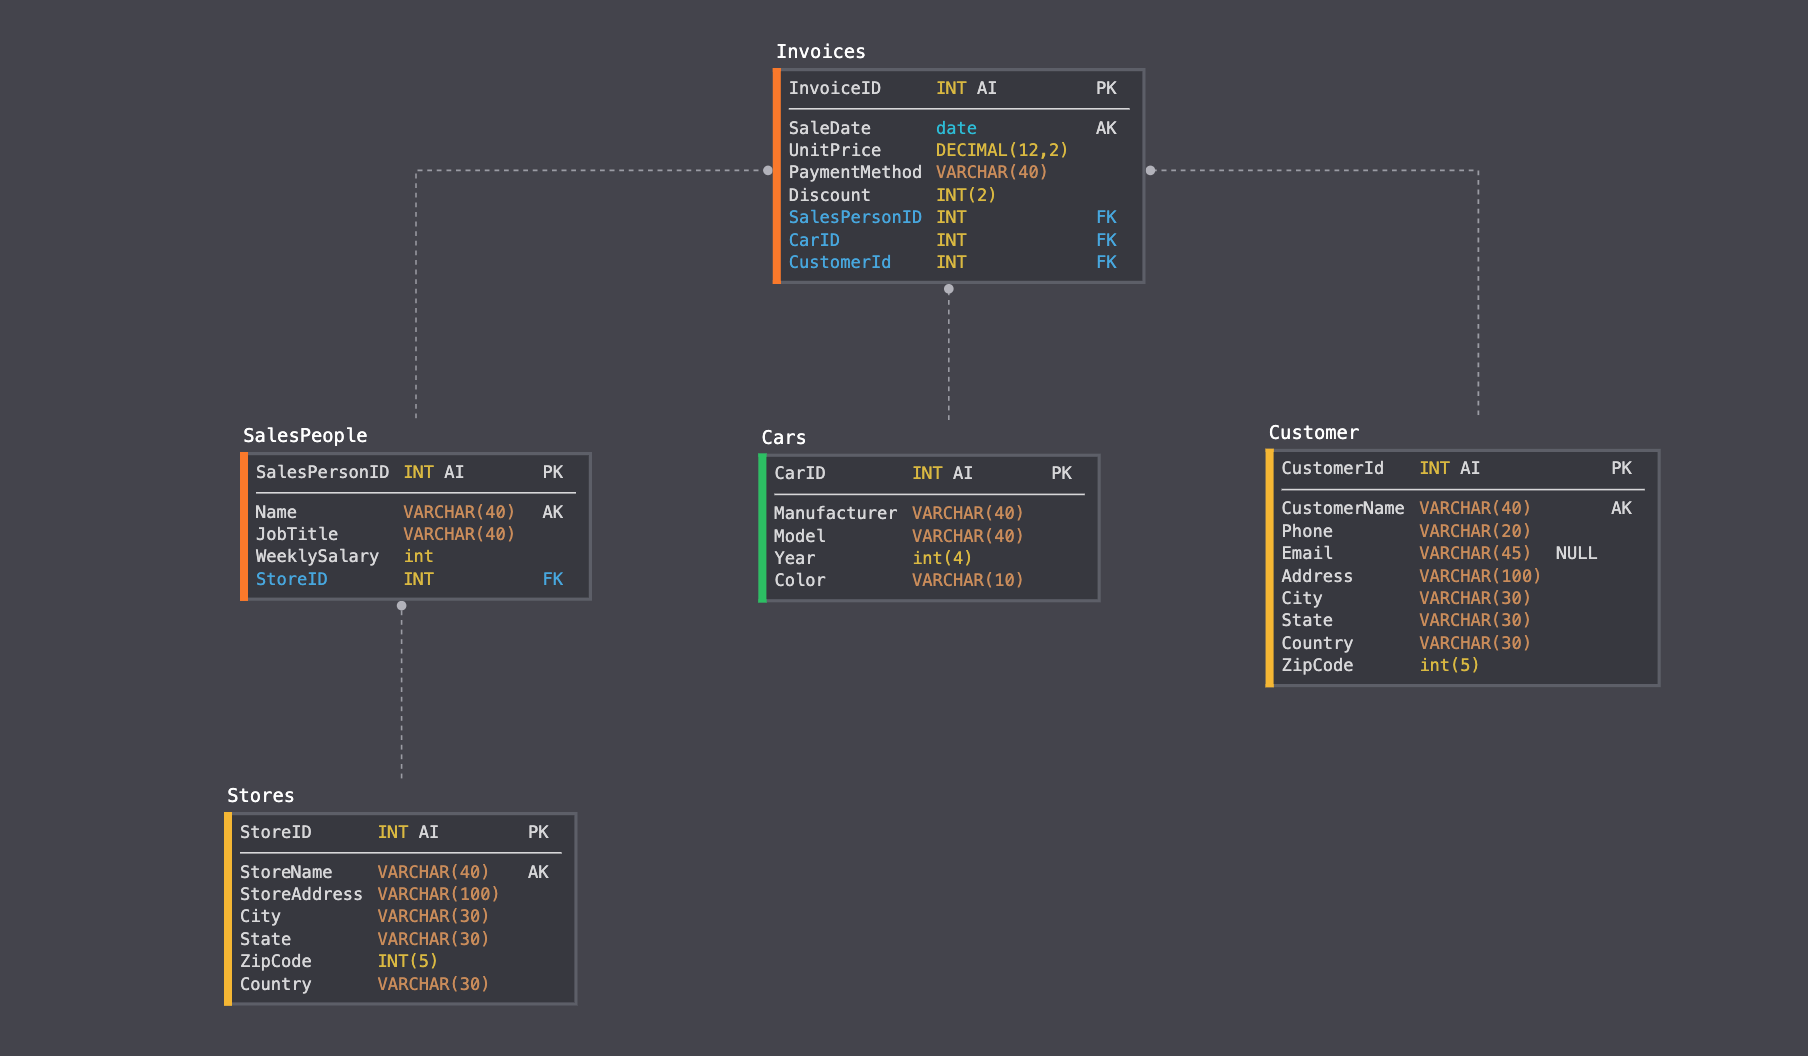 Invoices
InvoiceID INT AI PK
SaleDate date AK
UnitPrice DECIMAL(12,2)
PaymentMethod VARCHAR(40)
Discount INT(2)
SalesPersonID INT FK
CarID INT FK
CustomerId INT FK
SalesPeople
SalesPersonID INT AI PK
Name VARCHAR(40) AK
JobTitle VARCHAR(40)
WeeklySalary int
StoreID INT FK
Cars
CarID INT AI PK
Manufacturer VARCHAR(40)
Model VARCHAR(40)
Year int(4)
Color VARCHAR(10)
Customer
CustomerId INT AI PK
CustomerName VARCHAR(40) AK
Phone VARCHAR(20)
Email VARCHAR(45) NULL
Address VARCHAR(100)
City VARCHAR(30)
State VARCHAR(30)
Country VARCHAR(30)
ZipCode int(5)
Stores
StoreID INT AI PK
StoreName VARCHAR(40) AK
StoreAddress VARCHAR(100)
City VARCHAR(30)
State VARCHAR(30)
ZipCode INT(5)
Country VARCHAR(30)